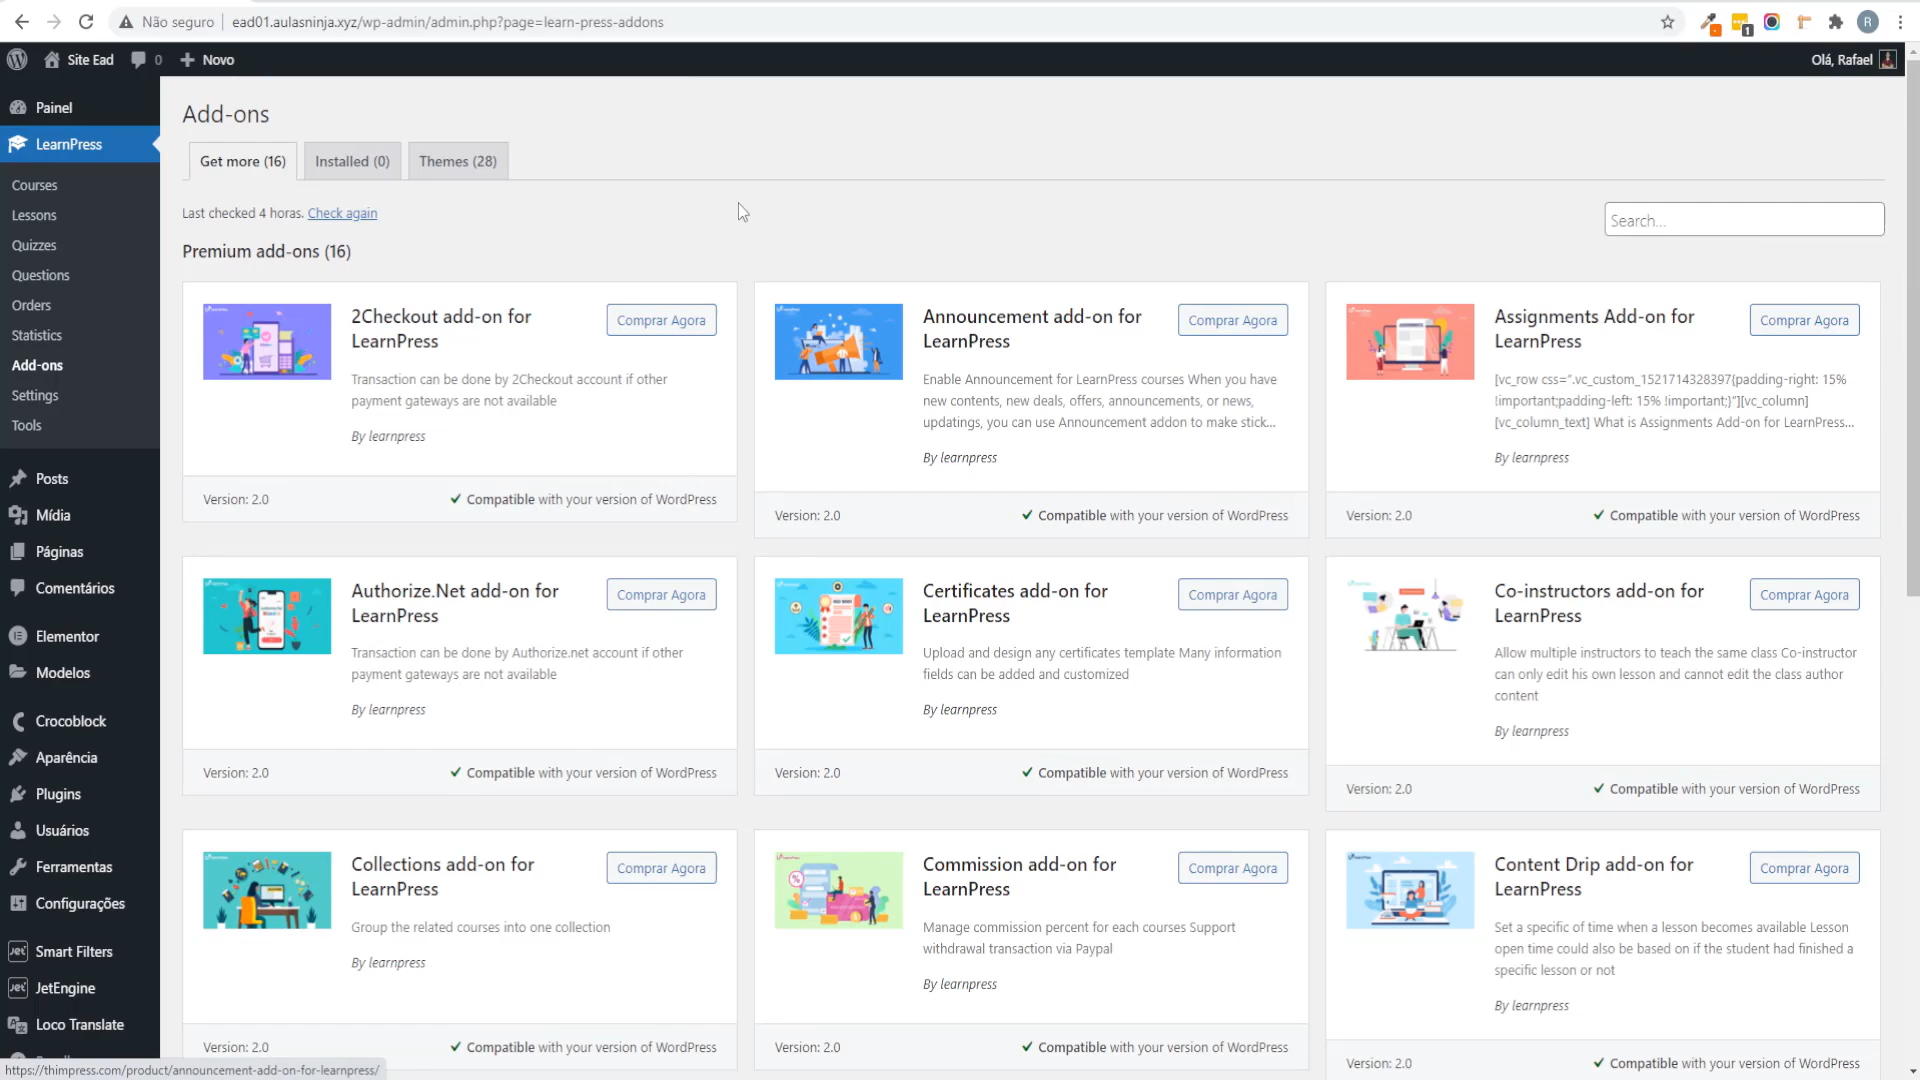 Não seguro
ead01.aulasninja.xyz/wp-admin/admin.php?page=learn-press-addons
1
R
Site Ead
0
Novo
Olá, Rafael
Painel
LearnPress
Courses
Lessons
Quizzes
Questions
Orders
Statistics
Add-ons
Settings
Tools
Posts
Mídia
Páginas
Comentários
Elementor
Modelos
Crocoblock
Aparência
Plugins
Usuários
Ferramentas
Configurações
Smart Filters
JetEngine
Loco Translate
Add-ons
Get more (16)
Installed (0)
Themes (28)
Last checked 4 horas. Check again
Search...
Premium add-ons (16)
2Checkout add-on for
LearnPress
Comprar Agora
Transaction can be done by 2Checkout account if other
payment gateways are not available
By learnpress
Version: 2.0
Compatible with your version of WordPress
Announcement add-on for
LearnPress
Comprar Agora
Enable Announcement for LearnPress courses When you have
new contents, new deals, offers, announcements, or news,
updatings, you can use Announcement addon to make stick...
By learnpress
Version: 2.0
Compatible with your version of WordPress
Assignments Add-on for
LearnPress
Comprar Agora
[vc_row css=".vc_custom_1521714328397{padding-right: 15%
!important;padding-left: 15% !important;}"][vc_column]
[vc_column_text] What is Assignments Add-on for LearnPress...
By learnpress
Version: 2.0
Compatible with your version of WordPress
Authorize.Net add-on for
LearnPress
Comprar Agora
Transaction can be done by Authorize.net account if other
payment gateways are not available
By learnpress
Version: 2.0
Compatible with your version of WordPress
Certificates add-on for
LearnPress
Comprar Agora
Upload and design any certificates template Many information
fields can be added and customized
By learnpress
Version: 2.0
Compatible with your version of WordPress
Co-instructors add-on for
LearnPress
Comprar Agora
Allow multiple instructors to teach the same class Co-instructor
can only edit his own lesson and cannot edit the class author
content
By learnpress
Version: 2.0
Compatible with your version of WordPress
Collections add-on for
LearnPress
Comprar Agora
Group the related courses into one collection
By learnpress
Version: 2.0
Compatible with your version of WordPress
Commission add-on for
LearnPress
Comprar Agora
Manage commission percent for each courses Support
withdrawal transaction via Paypal
By learnpress
Version: 2.0
Compatible with your version of WordPress
Content Drip add-on for
LearnPress
Comprar Agora
Set a specific of time when a lesson becomes available Lesson
open time could also be based on if the student had finished a
specific lesson or not
By learnpress
Version: 2.0
Compatible with your version of WordPress
https://thimpress.com/product/announcement-add-on-for-learnpress/